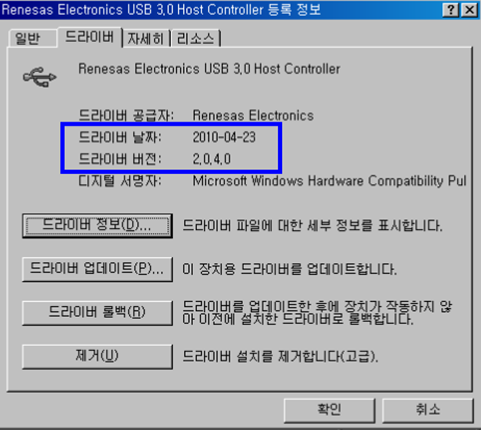 Renesas Electronics USB 3,0 Host Controller 등록 정보
일반 드라이버 자세히 리소스
Renesas Electronics USB 3,0 Host Controller
드라이버 공급자: Renesas Electronics
드라이버 날짜: 2010-04-23
드라이버 버전: 2,0,4,0
디지털 서명자: Microsoft Windows Hardware Compatibility Pul
드라이버 정보(D)... 드라이버 파일에 대한 세부 정보를 표시합니다.
드라이버 업데이트(P)... 이 장치용 드라이버를 업데이트합니다.
드라이버 롤백(R) 드라이버를 업데이트한 후에 장치가 작동하지 않
아 이전에 설치한 드라이버로 롤백합니다.
제거(U) 드라이버 설치를 제거합니다(고급).
확인 취소